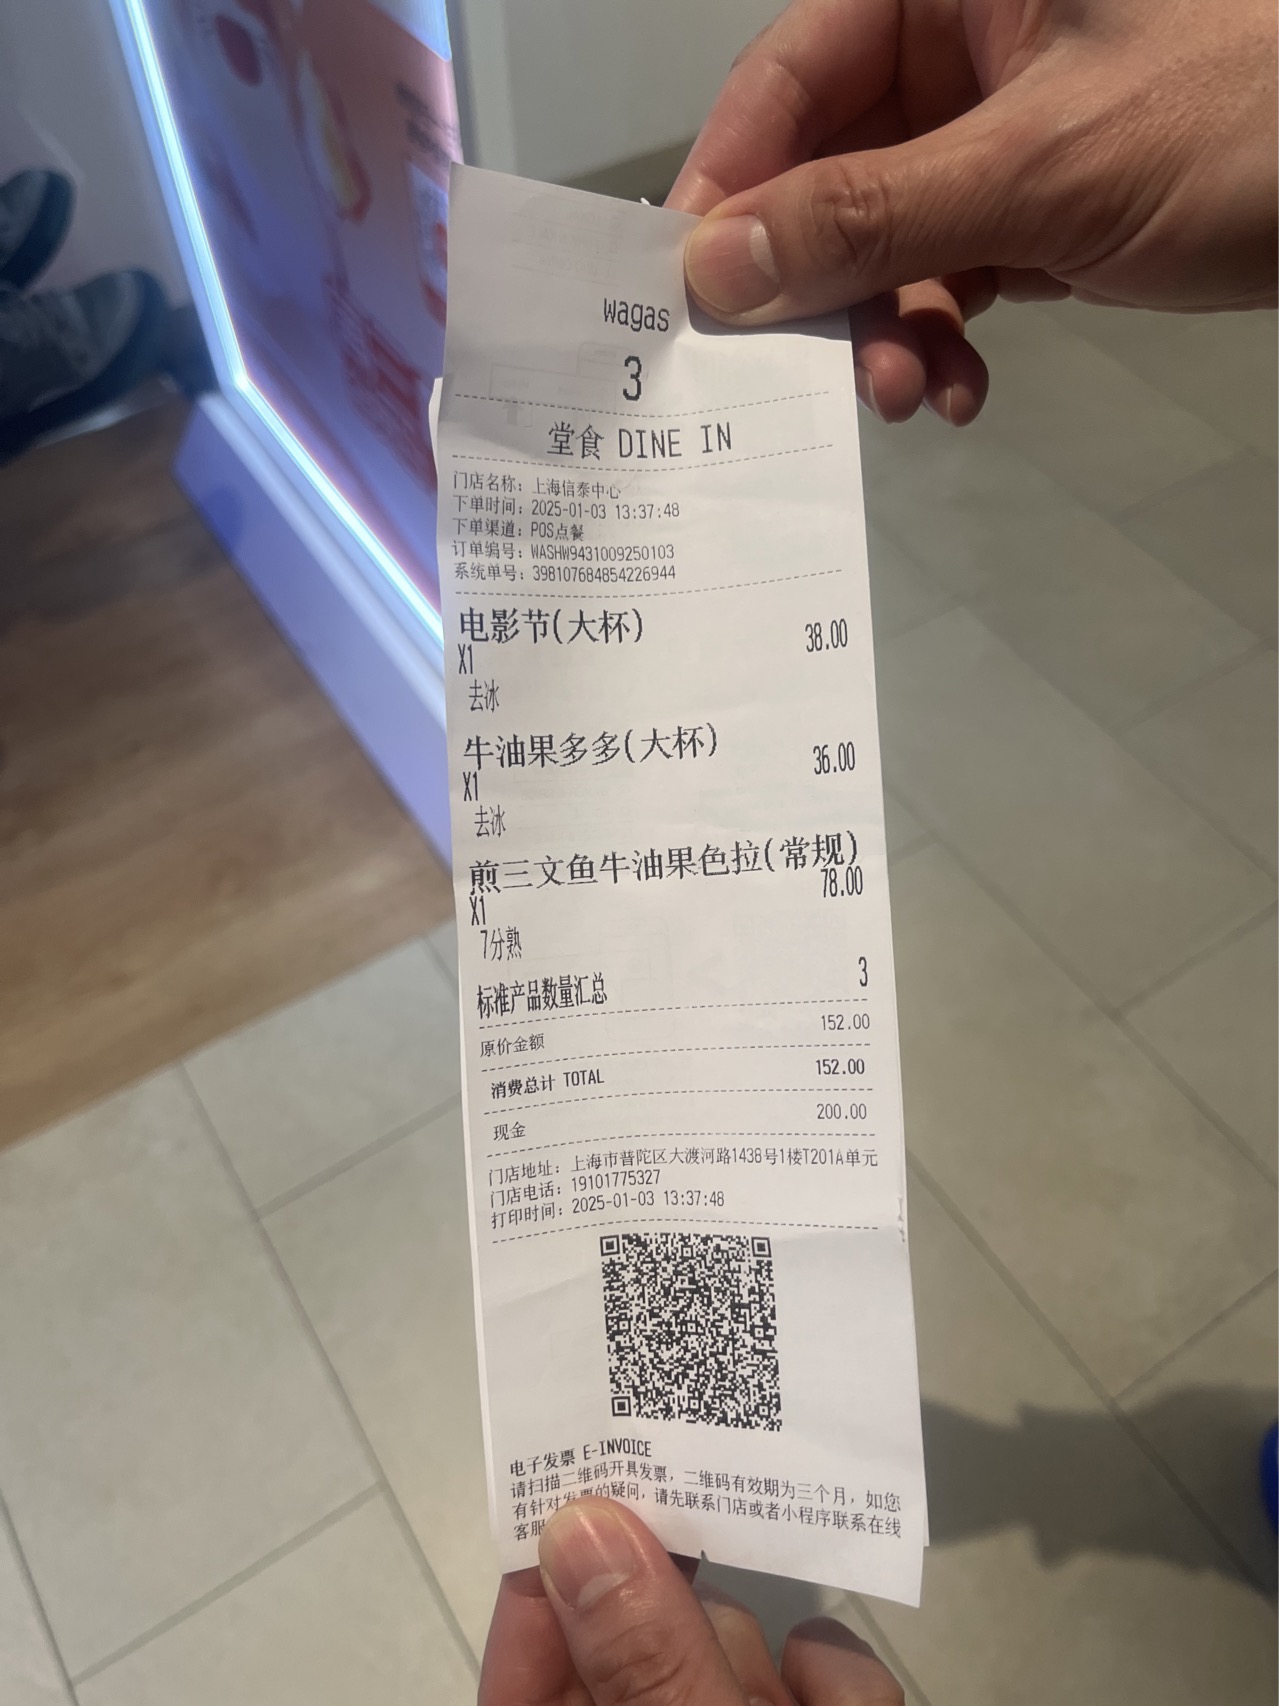 wagas
3
堂食 DINE IN
门店名称：上海信泰中心
下单时间：2025-01-03 13:37:48
下单渠道：POS点餐
订单编号：WASHW9431009250103
系统单号：398107684854226944
电影节(大杯) 38.00
X1
去冰
牛油果多多(大杯) 36.00
X1
去冰
煎三文鱼牛油果色拉(常规)
78.00
X1
7分熟
标准产品数量汇总 3
原价金额 152.00
消费总计 TOTAL 152.00
现金 200.00
门店地址：上海市普陀区大渡河路1438号1楼T201A单元
门店电话：19101775327
打印时间：2025-01-03 13:37:48
电子发票 E-INVOICE
请扫描二维码开具发票，二维码有效期为三个月，如您
有针对发票的疑问，请先联系门店或者小程序联系在线
客服